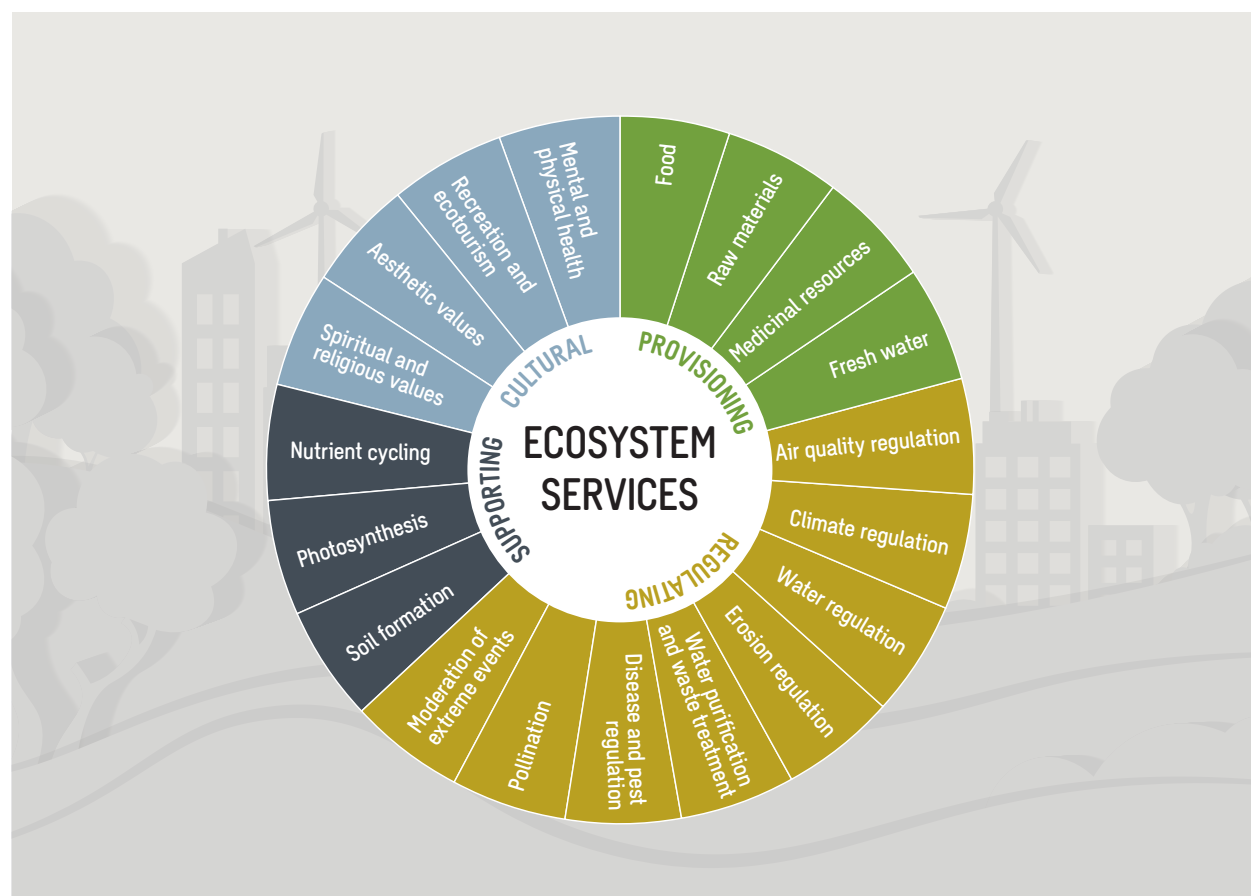 ECOSYSTEM
SERVICES
PROVISIONING
Food
Raw materials
Medicinal resources
Fresh water
REGULATING
Air quality regulation
Climate regulation
Water regulation
Erosion regulation
Water purification
and waste treatment
Disease and pest
regulation
Pollination
Moderation of
extreme events
SUPPORTING
Soil formation
Photosynthesis
Nutrient cycling
CULTURAL
Spiritual and
religious values
Aesthetic values
Recreation and
ecotourism
Mental and
physical health